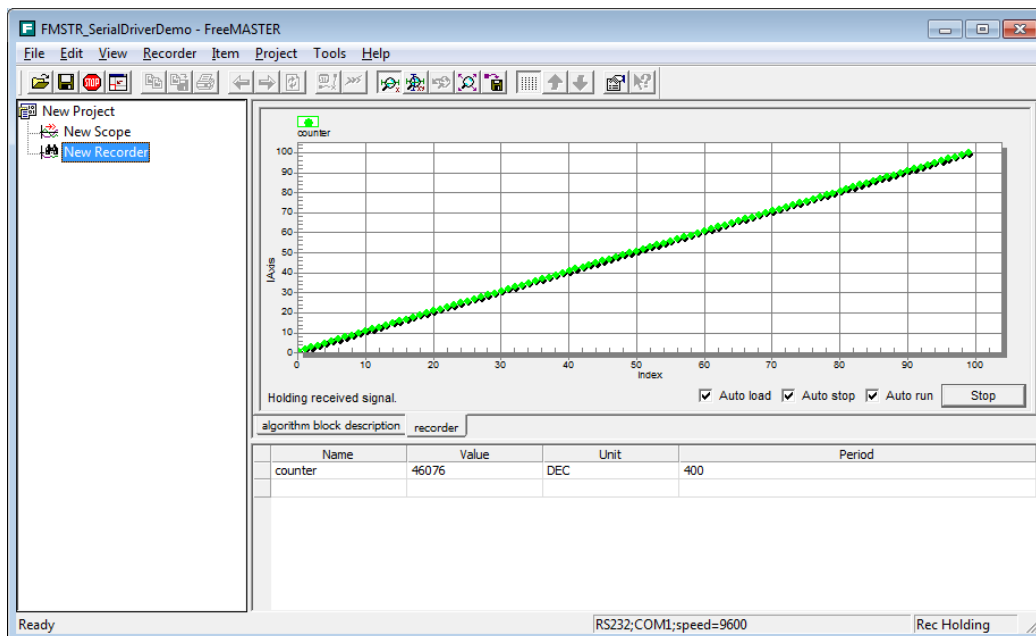 FMSTR_SerialDriverDemo - FreeMASTER
File Edit View Recorder Item Project Tools Help
STOP
New Project
New Scope
New Recorder
counter
100
90
80
70
60
50
40
30
20
10
0
IAxis
0 10 20 30 40 50 60 70 80 90 100
Index
Holding received signal.
Auto load Auto stop Auto run Stop
algorithm block description recorder
Name Value Unit Period
counter 46076 DEC 400
Ready RS232;COM1;speed=9600 Rec Holding